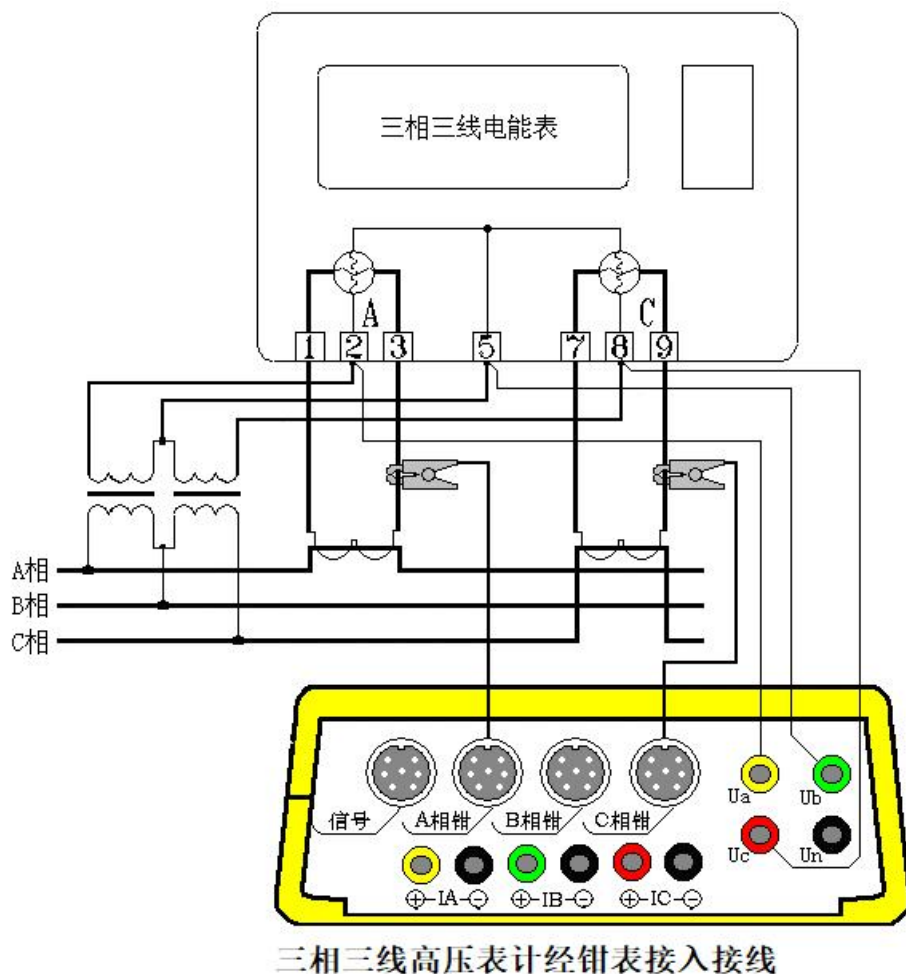 三相三线电能表
A
C
1 2 3 5 7 8 9
A相
B相
C相
Ua Ub
信号 A相钳 B相钳 C相钳
Uc Un
⊕-IA-⊖ ⊕-IB-⊖ ⊕-IC-⊖
三相三线高压表计经钳表接入接线